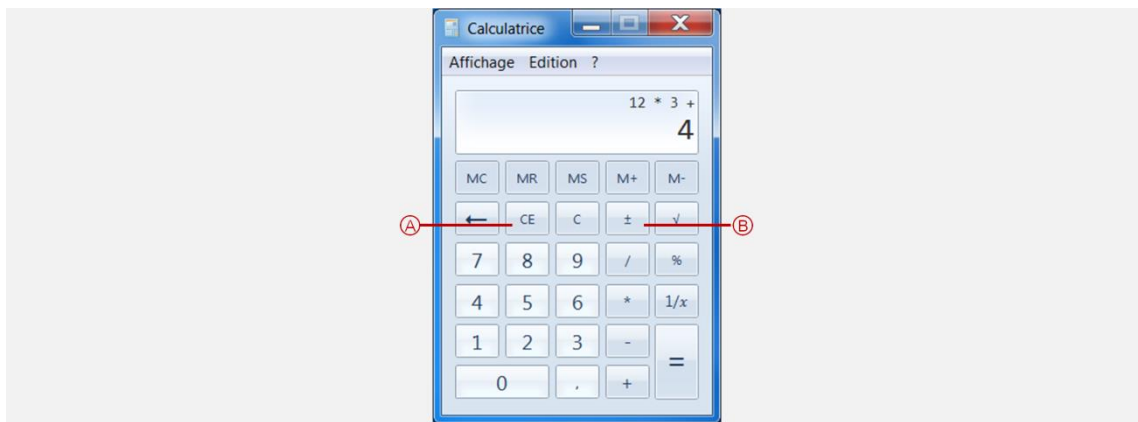 Calculatrice
Affichage Edition ?
12 * 3 +
4
MC MR MS M+ M-
A ← CE C ± √ B
7 8 9 / %
4 5 6 * 1/x
1 2 3 - =
0 , +